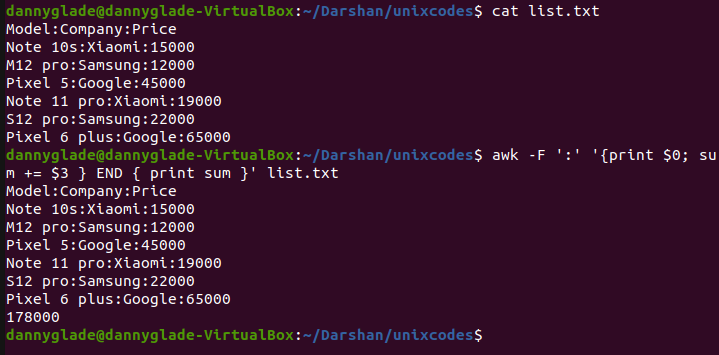 dannyglade@dannyglade-VirtualBox:~/Darshan/unixcodes$ cat list.txt
Model:Company:Price
Note 10s:Xiaomi:15000
M12 pro:Samsung:12000
Pixel 5:Google:45000
Note 11 pro:Xiaomi:19000
S12 pro:Samsung:22000
Pixel 6 plus:Google:65000
dannyglade@dannyglade-VirtualBox:~/Darshan/unixcodes$ awk -F ':' '{print $0; su
m += $3 } END { print sum }' list.txt
Model:Company:Price
Note 10s:Xiaomi:15000
M12 pro:Samsung:12000
Pixel 5:Google:45000
Note 11 pro:Xiaomi:19000
S12 pro:Samsung:22000
Pixel 6 plus:Google:65000
178000
dannyglade@dannyglade-VirtualBox:~/Darshan/unixcodes$